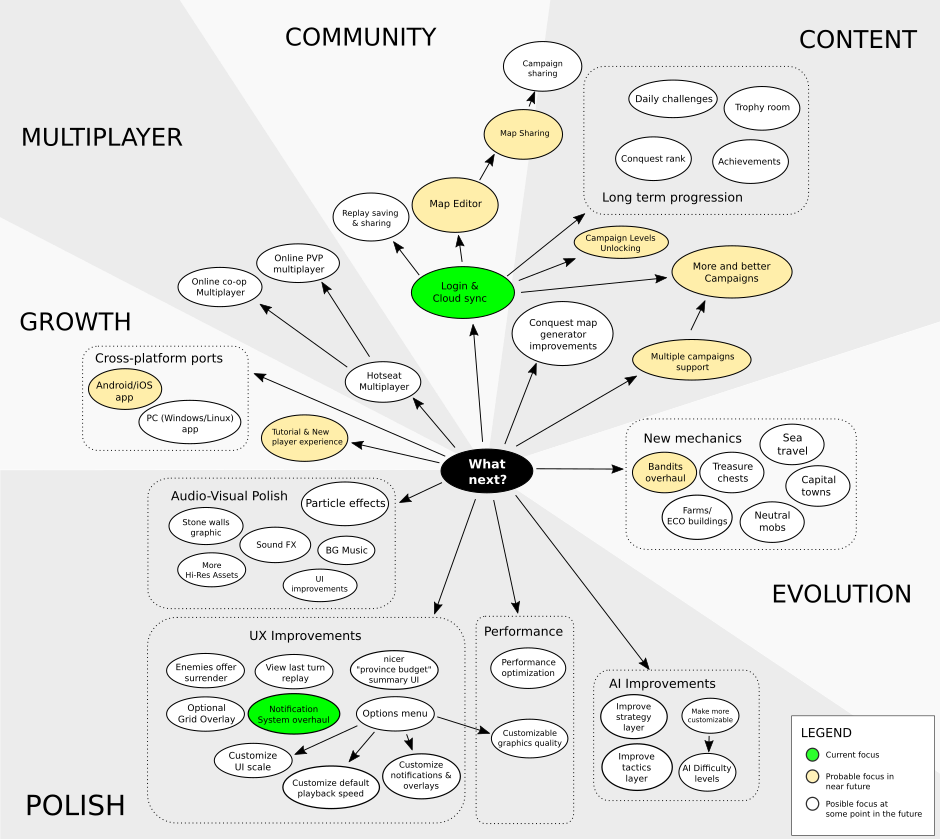 COMMUNITY
CONTENT
MULTIPLAYER
GROWTH
EVOLUTION
POLISH
Campaign
sharing
Map Sharing
Map Editor
Replay saving
& sharing
Login &
Cloud sync
Daily challenges
Trophy room
Conquest rank
Achievements
Long term progression
Campaign Levels
Unlocking
More and better
Campaigns
Conquest map
generator
improvements
Multiple campaigns
support
Online PVP
multiplayer
Online co-op
Multiplayer
Hotseat
Multiplayer
Cross-platform ports
Android/iOS
app
PC (Windows/Linux)
app
Tutorial & New
player experience
What
next?
New mechanics
Sea
travel
Bandits
overhaul
Treasure
chests
Capital
towns
Farms/
ECO buildings
Neutral
mobs
Audio-Visual Polish
Particle effects
Stone walls
graphic
Sound FX
BG Music
More
Hi-Res Assets
UI
improvements
UX Improvements
Enemies offer
surrender
View last turn
replay
nicer
"province budget"
summary UI
Optional
Grid Overlay
Notification
System overhaul
Options menu
Customize
UI scale
Customize default
playback speed
Customize
notifications &
overlays
Performance
Performance
optimization
Customizable
graphics quality
AI Improvements
Improve
strategy
layer
Make more
customizable
Improve
tactics
layer
AI Difficulty
levels
LEGEND
Current focus
Probable focus in
near future
Posible focus at
some point in the future